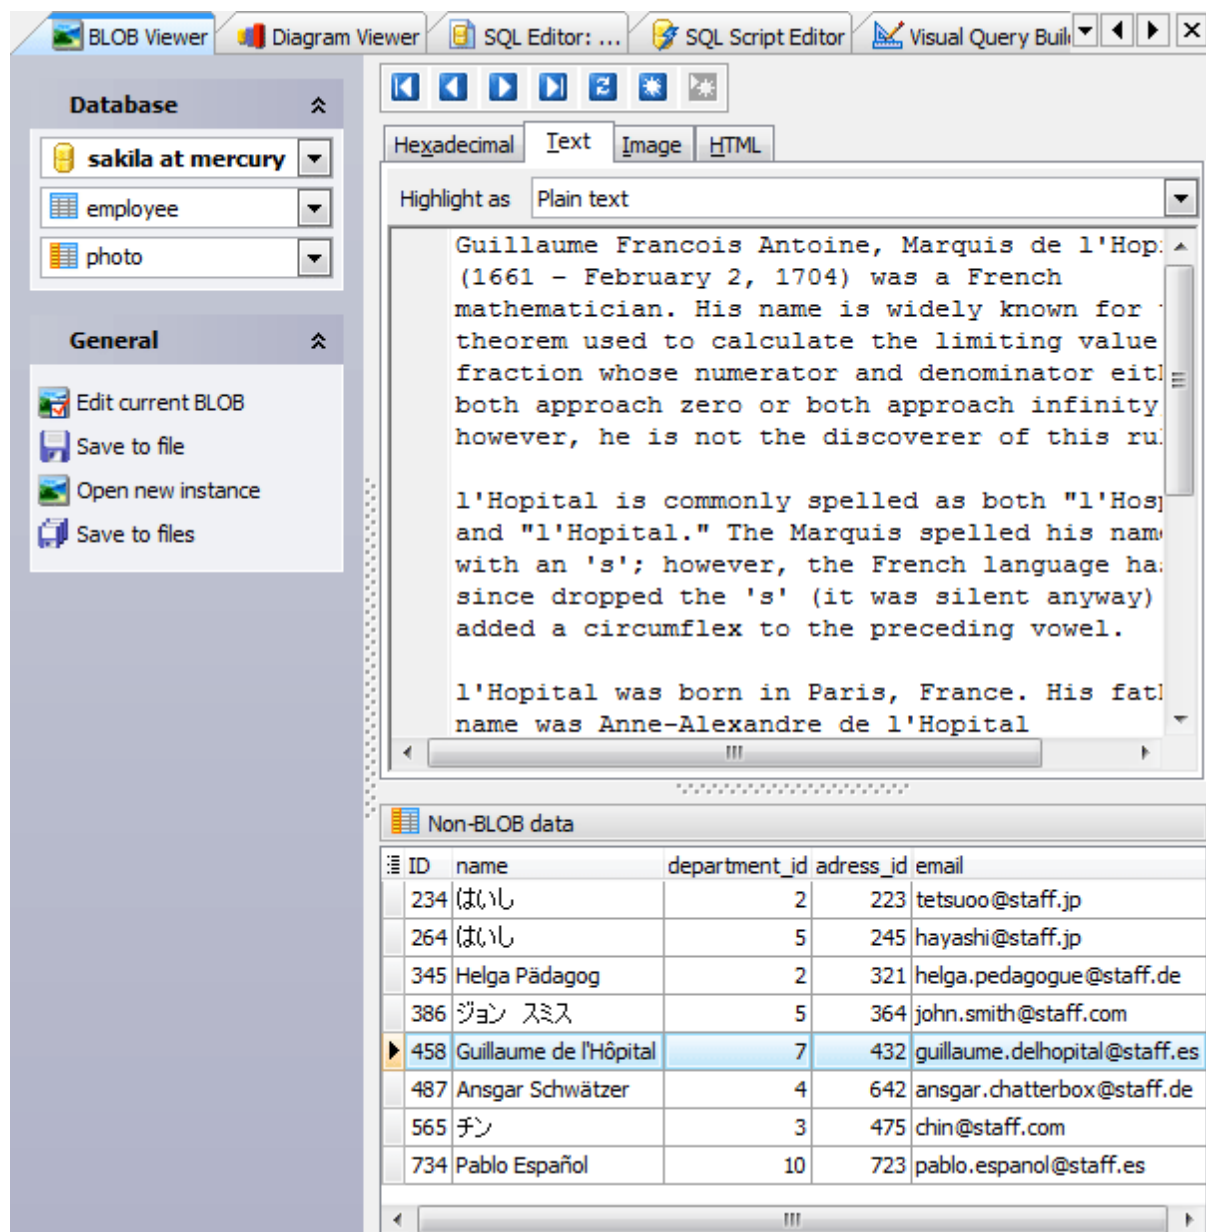 BLOB Viewer Diagram Viewer SQL Editor: ... SQL Script Editor Visual Query
Database
sakila at mercury
employee
photo
General
Edit current BLOB
Save to file
Open new instance
Save to files
Hexadecimal Text Image HTML
Highlight as Plain text
Guillaume Francois Antoine, Marquis de
(1661 - February 2, 1704) was a French
mathematician. His name is widely known for
theorem used to calculate the limiting value
fraction whose numerator and denominator
both approach zero or both approach infinity
however, he is not the discoverer of this
l'Hopital is commonly spelled as both
and "l'Hopital." The Marquis spelled his
with an 's'; however, the French language
since dropped the 's' (it was silent anyway)
added a circumflex to the preceding vowel.
l'Hopital was born in Paris, France. His
name was Anne-Alexandre de l'Hopital
Non-BLOB data
ID name department_id adress_id email
234 はいし 2 223 tetsuoo@staff.jp
264 はいし 5 245 hayashi@staff.jp
345 Helga Pädagog 2 321 helga.pedagogue@staff.de
386 ジョン スミス 5 364 john.smith@staff.com
458 Guillaume de l'Hôpital 7 432 guillaume.delhopital@staff.es
487 Ansgar Schwätzer 4 642 ansgar.chatterbox@staff.de
565 チン 3 475 chin@staff.com
734 Pablo Español 10 723 pablo.espanol@staff.es